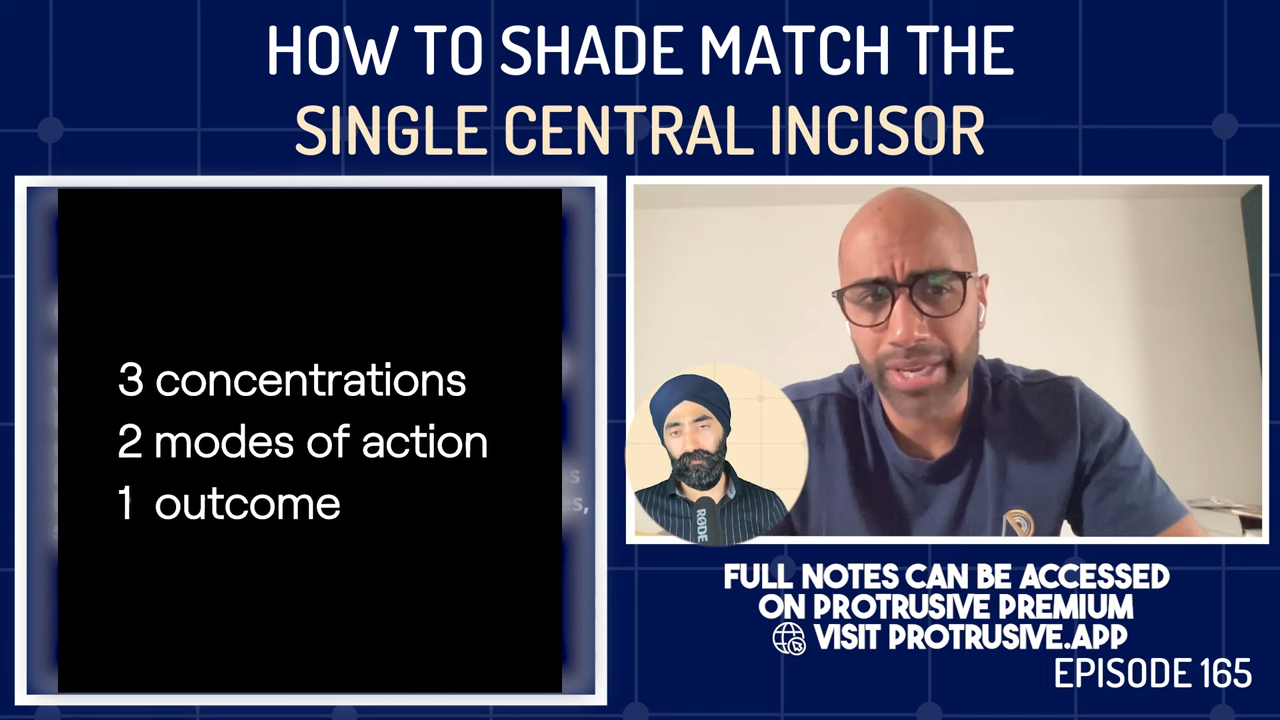 HOW TO SHADE MATCH THE
SINGLE CENTRAL INCISOR
3 concentrations
2 modes of action
1 outcome
RØDE
FULL NOTES CAN BE ACCESSED
ON PROTRUSIVE PREMIUM
VISIT PROTRUSIVE.APP
EPISODE 165